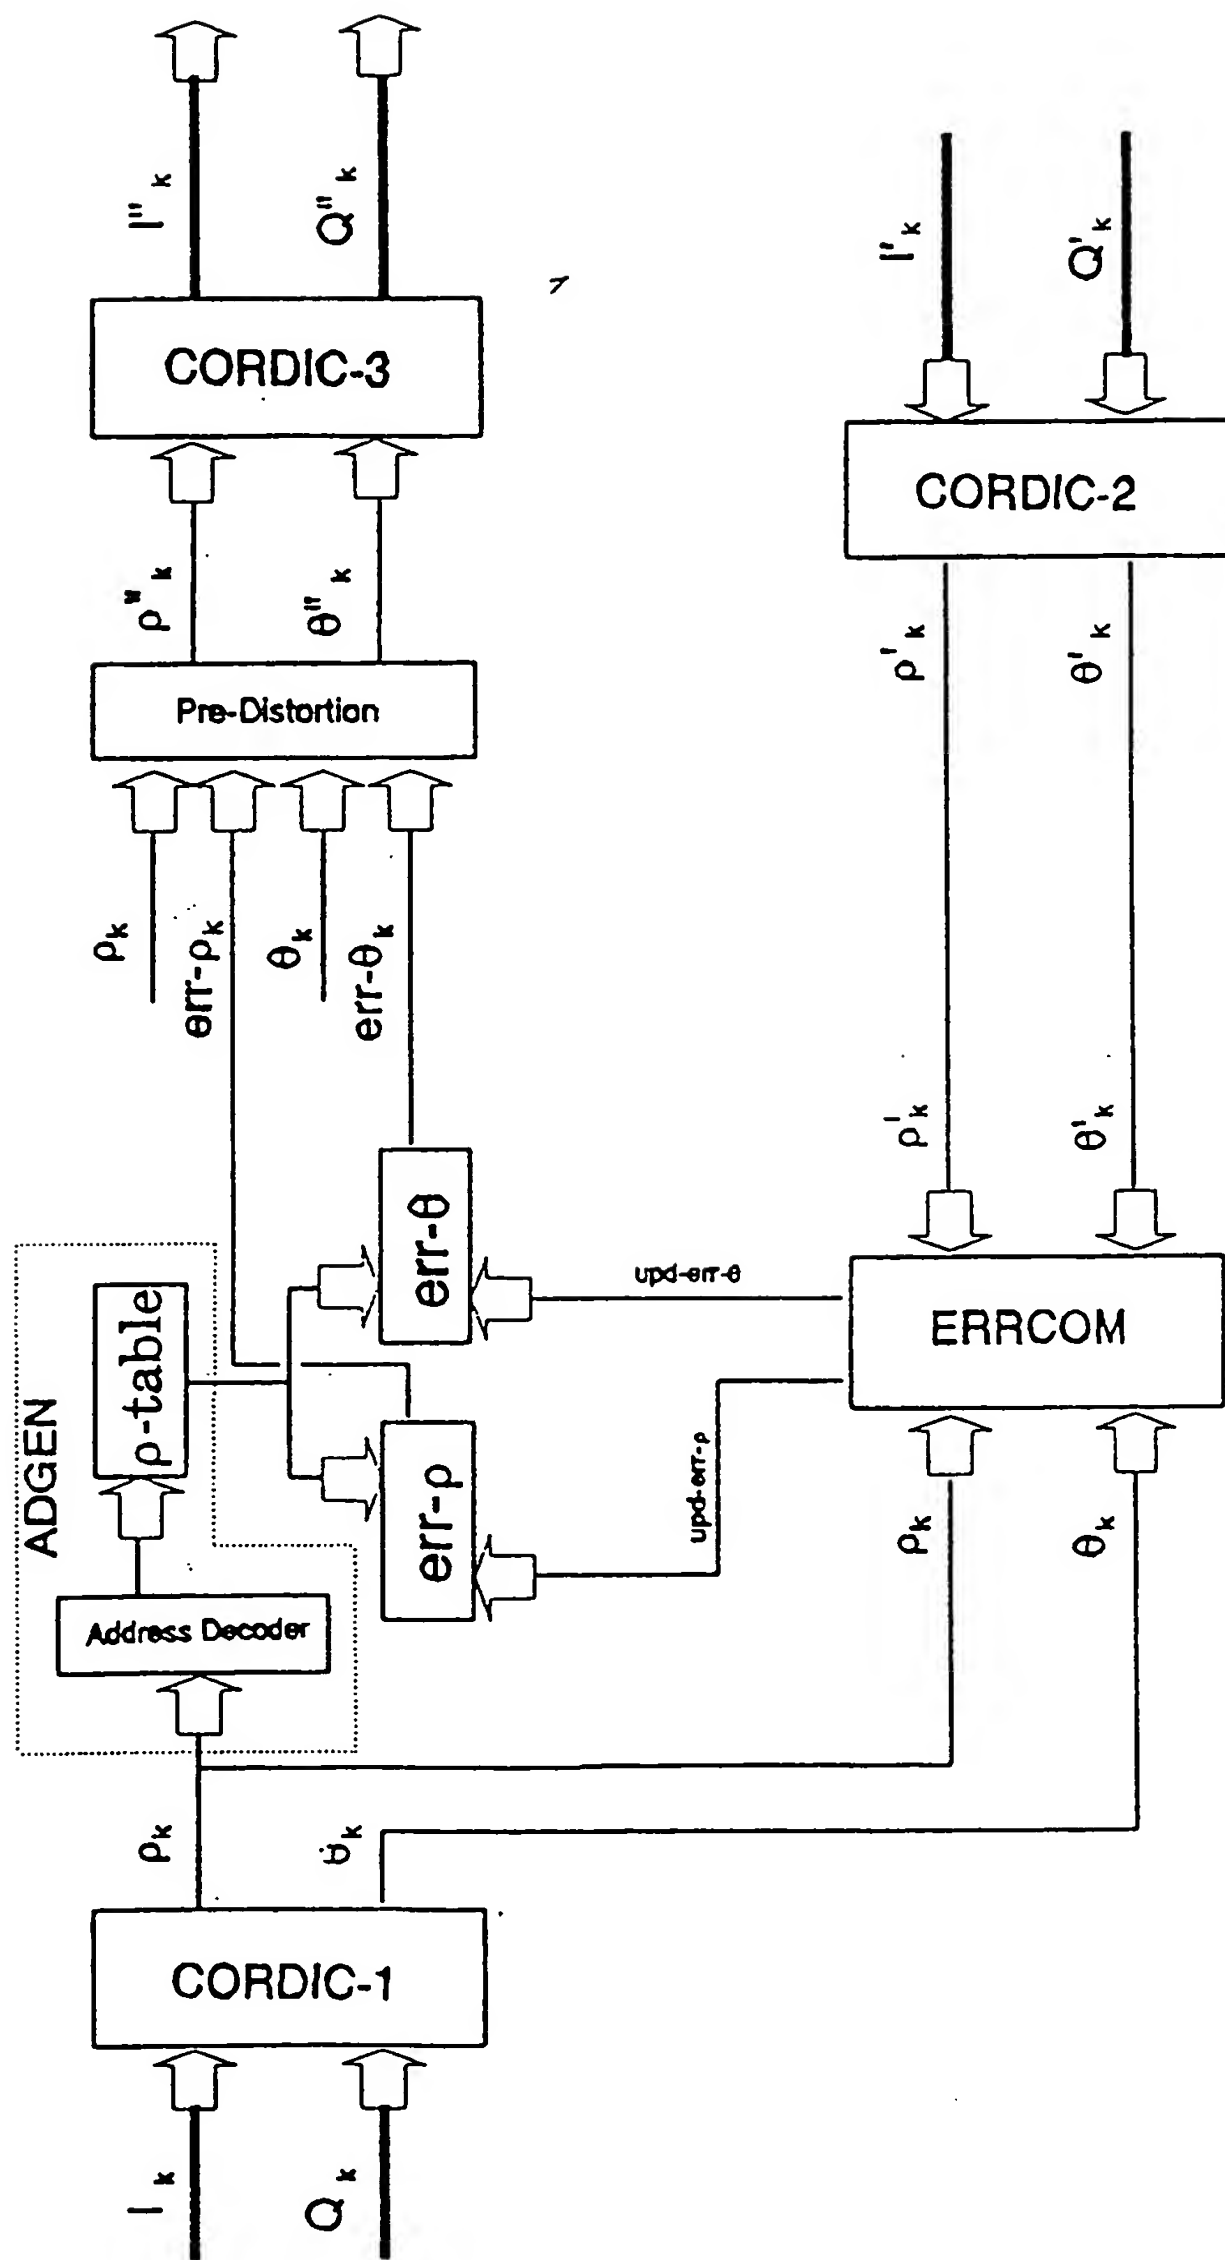 I"k
Q"k
CORDIC-3
ρ"k
θ"k
Pre-Distortion
ρk
err-ρk
θk
err-θk
I'k
Q'k
CORDIC-2
ρ'k
θ'k
ρ'k
θ'k
ADGEN
ρ-table
Address Decoder
err-θ
err-ρ
upd-err-θ
upd-err-ρ
ERRCOM
ρk
θk
ρk
θk
CORDIC-1
Ik
Qk